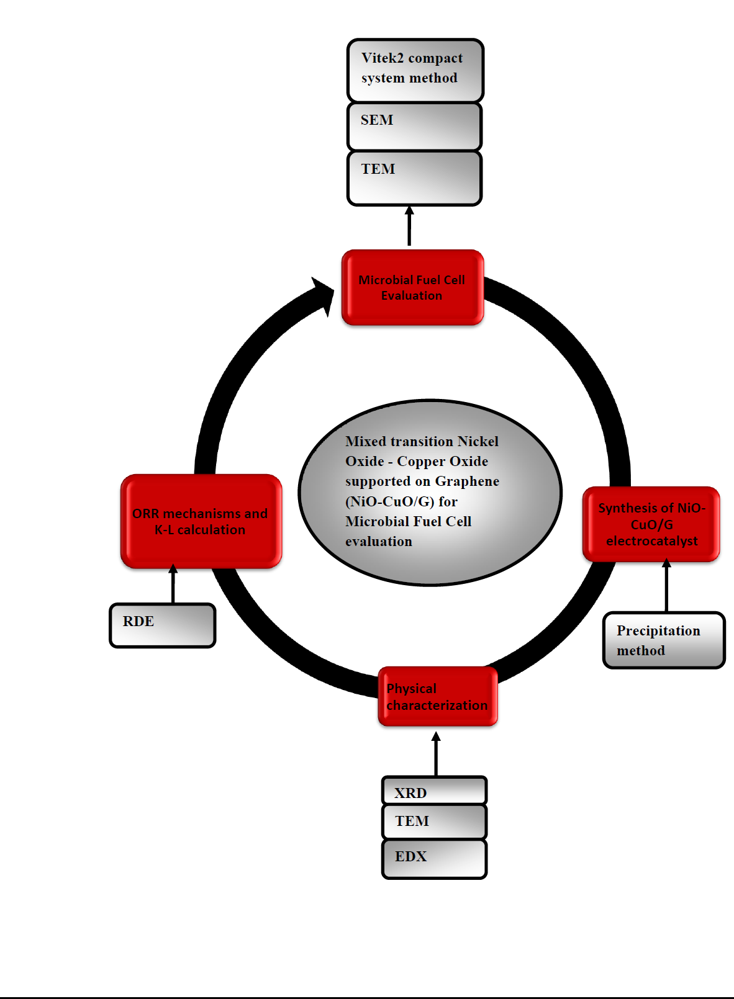 Vitek2 compact
system method
SEM
TEM
Microbial Fuel Cell
Evaluation
Mixed transition Nickel
Oxide - Copper Oxide
supported on Graphene
(NiO-CuO/G) for
Microbial Fuel Cell
evaluation
ORR mechanisms and
K-L calculation
Synthesis of NiO-
CuO/G
electrocatalyst
RDE
Precipitation
method
Physical
characterization
XRD
TEM
EDX